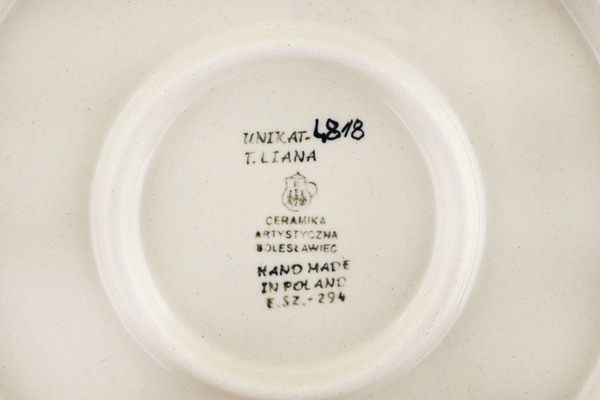 UNIKAT-4818
T. LIANA
CERAMIKA
ARTYSTYCZNA
BOLESŁAWIEC
HAND MADE
IN POLAND
E.SZ.-294